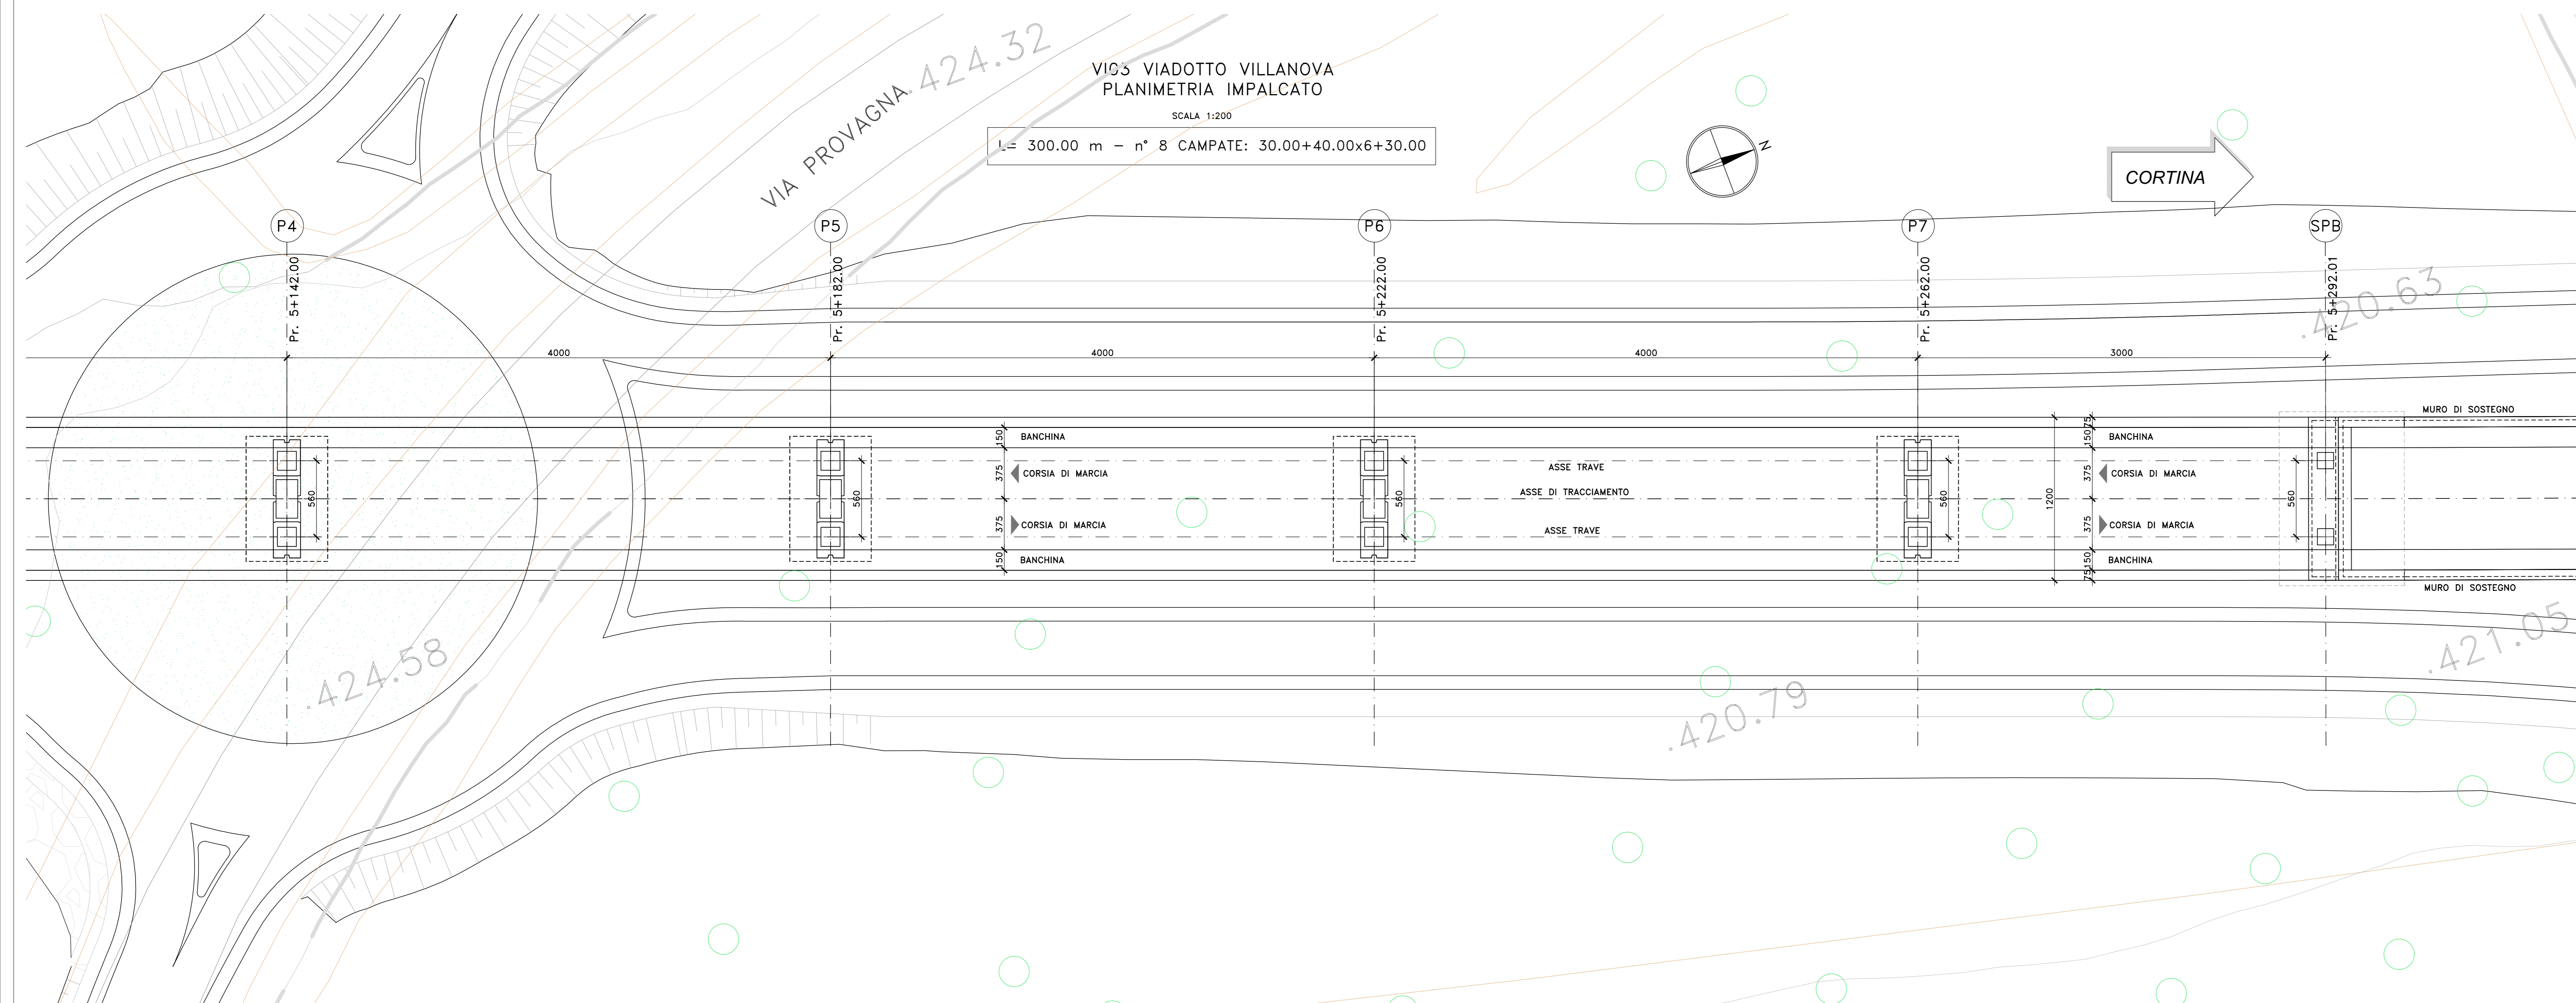 VI03 VIADOTTO VILLANOVA
PLANIMETRIA IMPALCATO
SCALA 1:200
L= 300.00 m - n° 8 CAMPATE: 30.00+40.00x6+30.00
VIA PROVAGNA
.424.32
N
CORTINA
P4
P5
P6
P7
SPB
Pr. 5+142.00
Pr. 5+182.00
Pr. 5+222.00
Pr. 5+262.00
Pr. 5+292.01
.420.63
4000
4000
4000
3000
MURO DI SOSTEGNO
75
150
BANCHINA
150
BANCHINA
375
CORSIA DI MARCIA
ASSE TRAVE
375
CORSIA DI MARCIA
560
560
560
560
560
1200
ASSE DI TRACCIAMENTO
375
CORSIA DI MARCIA
ASSE TRAVE
375
CORSIA DI MARCIA
150
BANCHINA
150
BANCHINA
75
MURO DI SOSTEGNO
.424.58
.420.79
.421.05